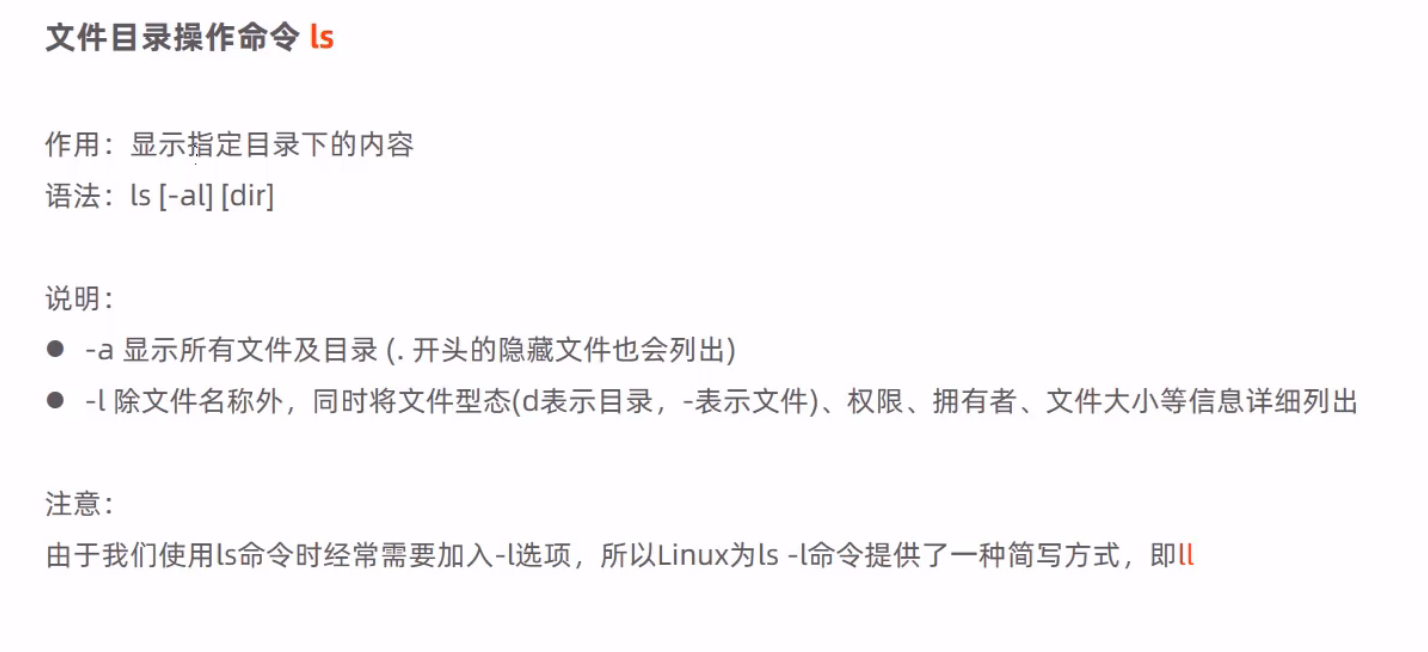 文件目录操作命令 ls
作用：显示指定目录下的内容
语法：ls [-al] [dir]
说明：
● -a 显示所有文件及目录 (. 开头的隐藏文件也会列出)
● -l 除文件名称外，同时将文件型态(d表示目录，-表示文件)、权限、拥有者、文件大小等信息详细列出
注意：
由于我们使用ls命令时经常需要加入-l选项，所以Linux为ls -l命令提供了一种简写方式，即ll